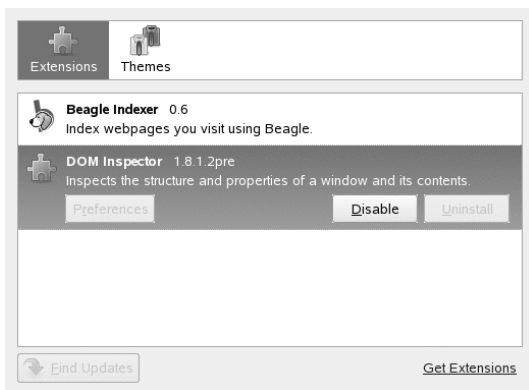 Extensions Themes
Beagle Indexer 0.6
Index webpages you visit using Beagle.
DOM Inspector 1.8.1.2pre
Inspects the structure and properties of a window and its contents.
Preferences Disable Uninstall
Find Updates Get Extensions